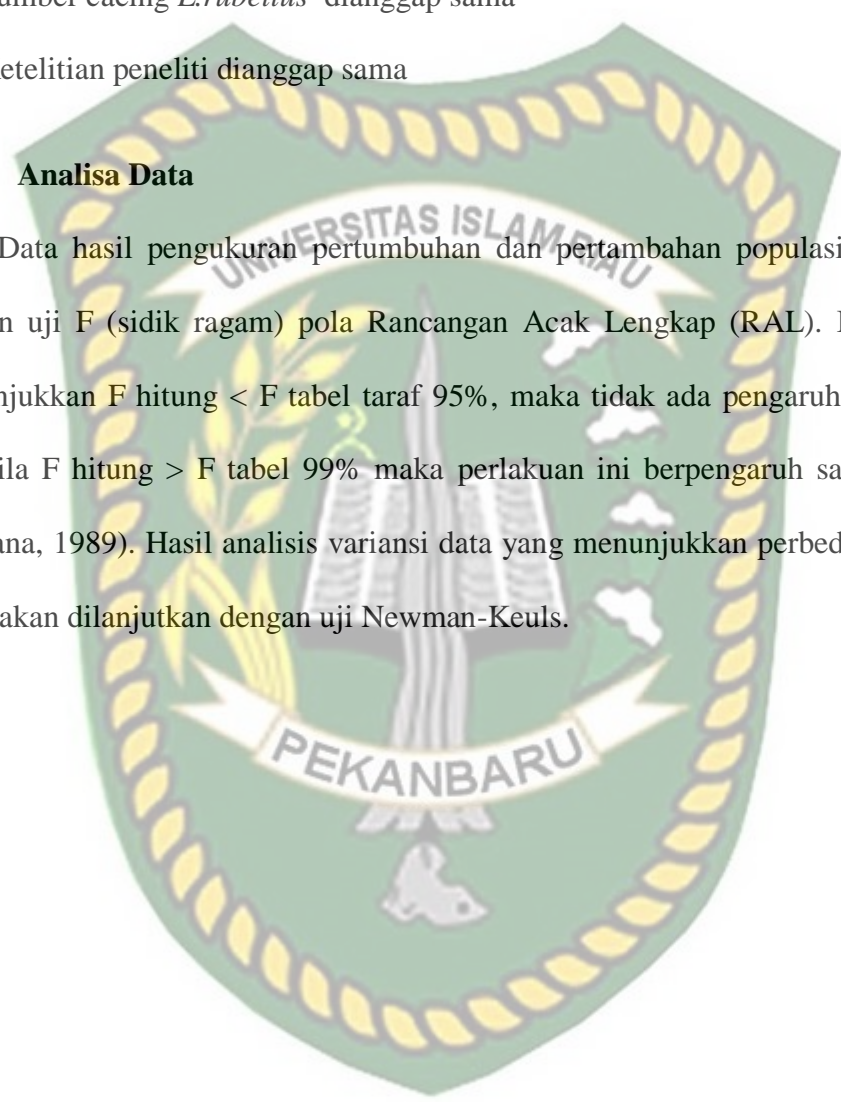 umber cacing L.rubellus dianggap sama
etelitian peneliti dianggap sama
Analisa Data
Data hasil pengukuran pertumbuhan dan pertambahan populasi
n uji F (sidik ragam) pola Rancangan Acak Lengkap (RAL).
njukkan F hitung < F tabel taraf 95%, maka tidak ada pengaruh
ila F hitung > F tabel 99% maka perlakuan ini berpengaruh sa
ana, 1989). Hasil analisis variansi data yang menunjukkan perbed
akan dilanjutkan dengan uji Newman-Keuls.
UNIVERSITAS ISLAM RIAU
PEKANBARU